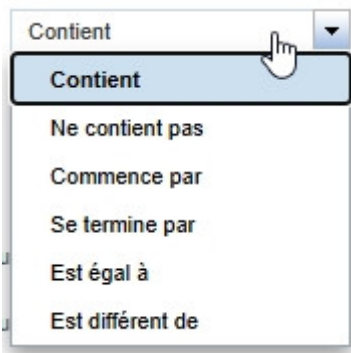 Contient
Contient
Ne contient pas
Commence par
Se termine par
Est égal à
Est différent de